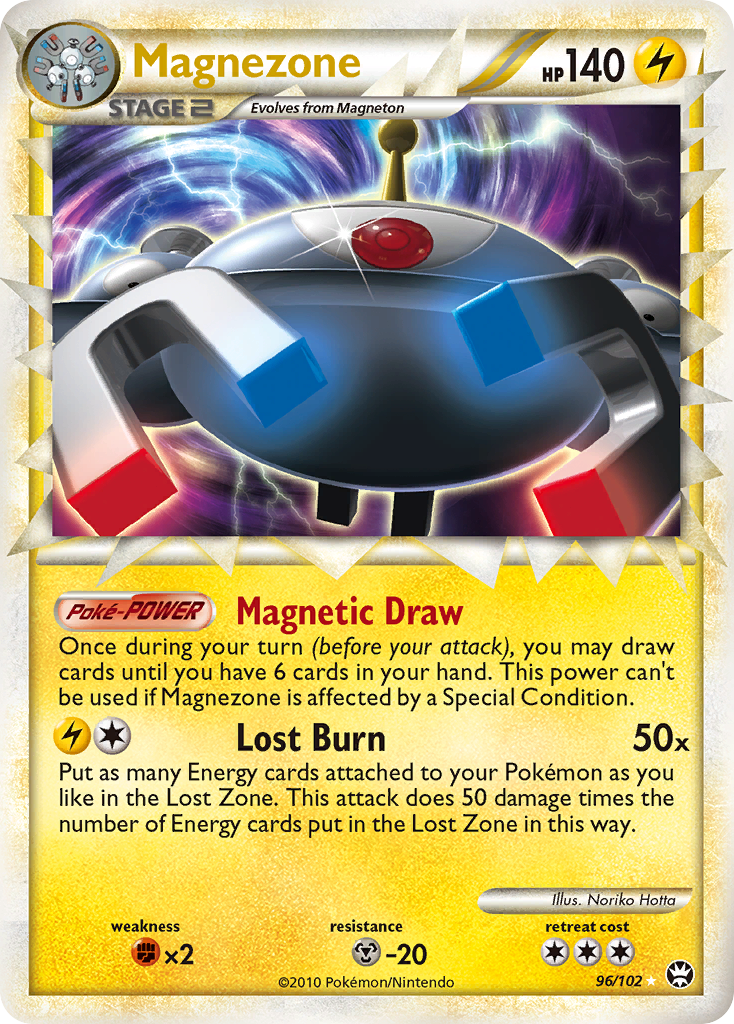 Magnezone
HP 140
STAGE 2
Evolves from Magneton
Poké-POWER Magnetic Draw
Once during your turn (before your attack), you may draw
cards until you have 6 cards in your hand. This power can't
be used if Magnezone is affected by a Special Condition.
Lost Burn 50x
Put as many Energy cards attached to your Pokémon as you
like in the Lost Zone. This attack does 50 damage times the
number of Energy cards put in the Lost Zone in this way.
Illus. Noriko Hotta
weakness resistance retreat cost
×2 -20
©2010 Pokémon/Nintendo 96/102 ★